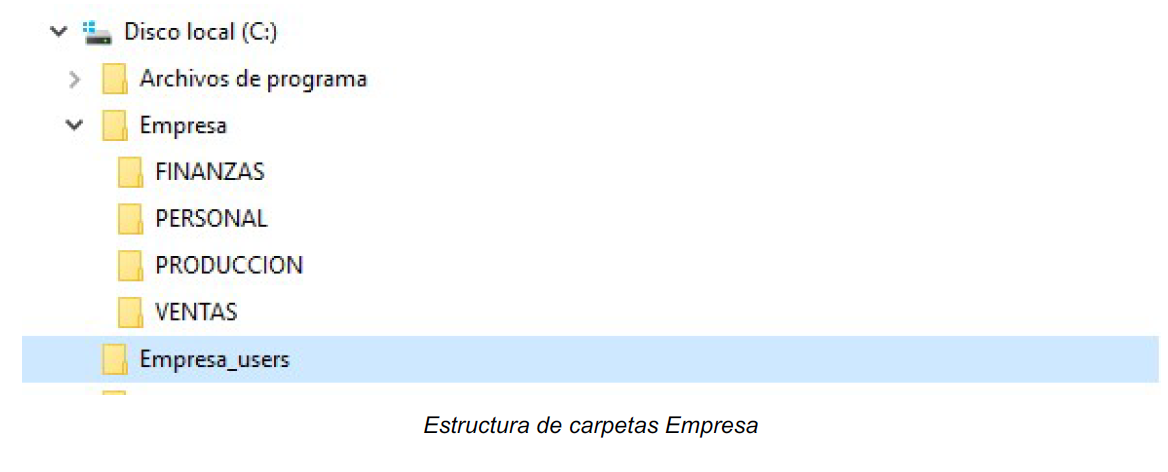 Disco local (C:)
Archivos de programa
Empresa
FINANZAS
PERSONAL
PRODUCCION
VENTAS
Empresa_users
Estructura de carpetas Empresa